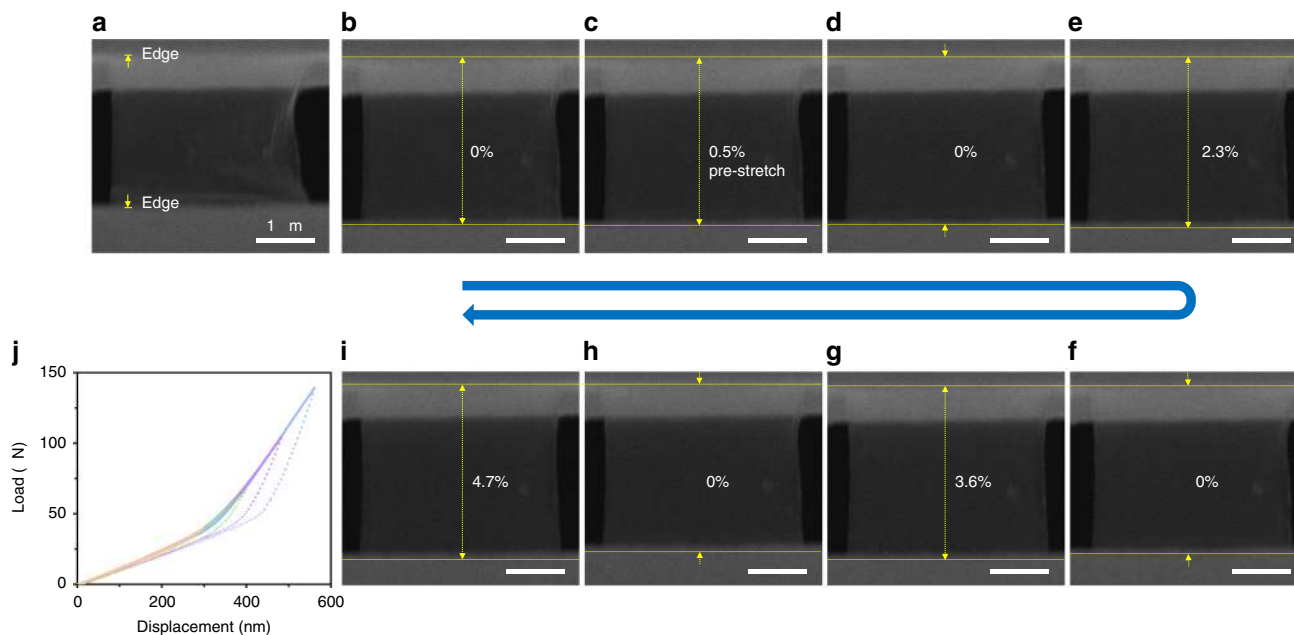 a
b
c
d
e
Edge
Edge
1 m
0%
0.5%
pre-stretch
0%
2.3%
j
i
h
g
f
150
100
50
0
Load ( N)
0
200
400
600
Displacement (nm)
4.7%
0%
3.6%
0%